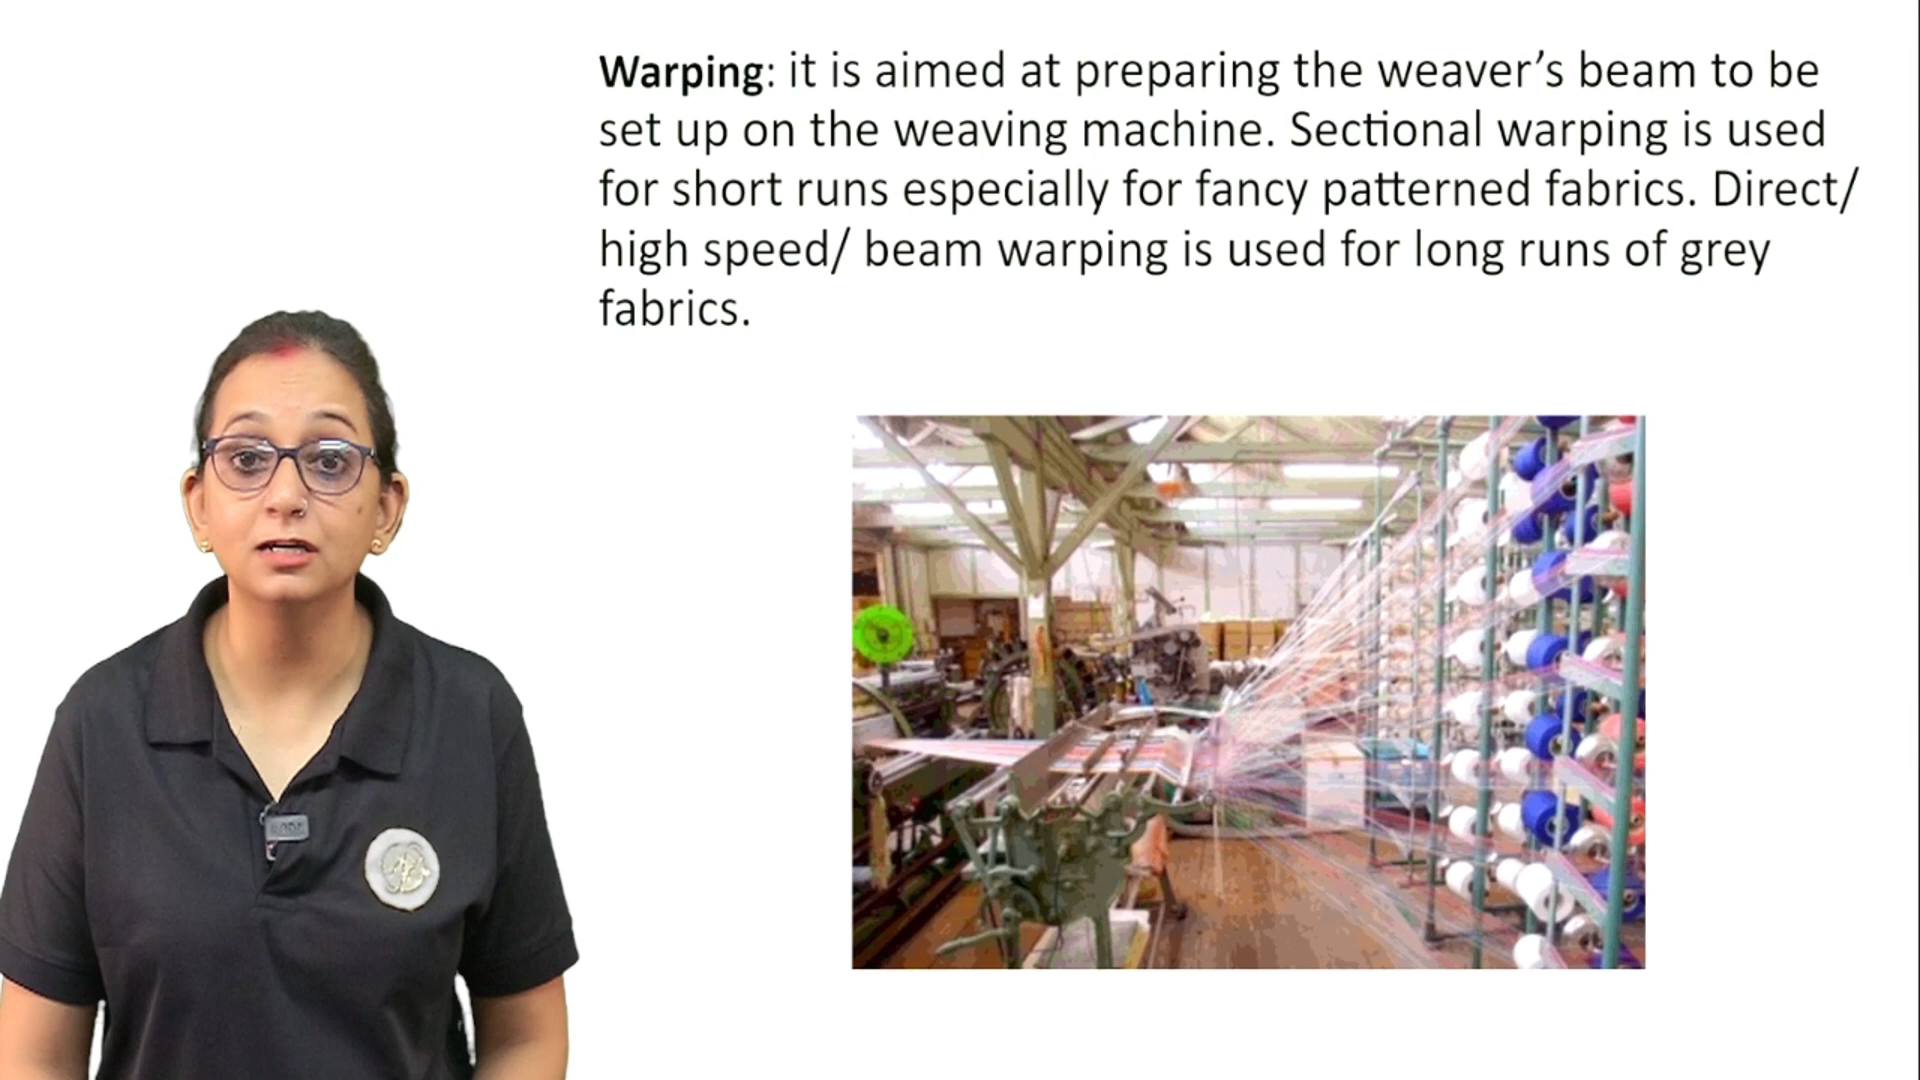 Warping: it is aimed at preparing the weaver’s beam to be
set up on the weaving machine. Sectional warping is used
for short runs especially for fancy patterned fabrics. Direct/
high speed/ beam warping is used for long runs of grey
fabrics.